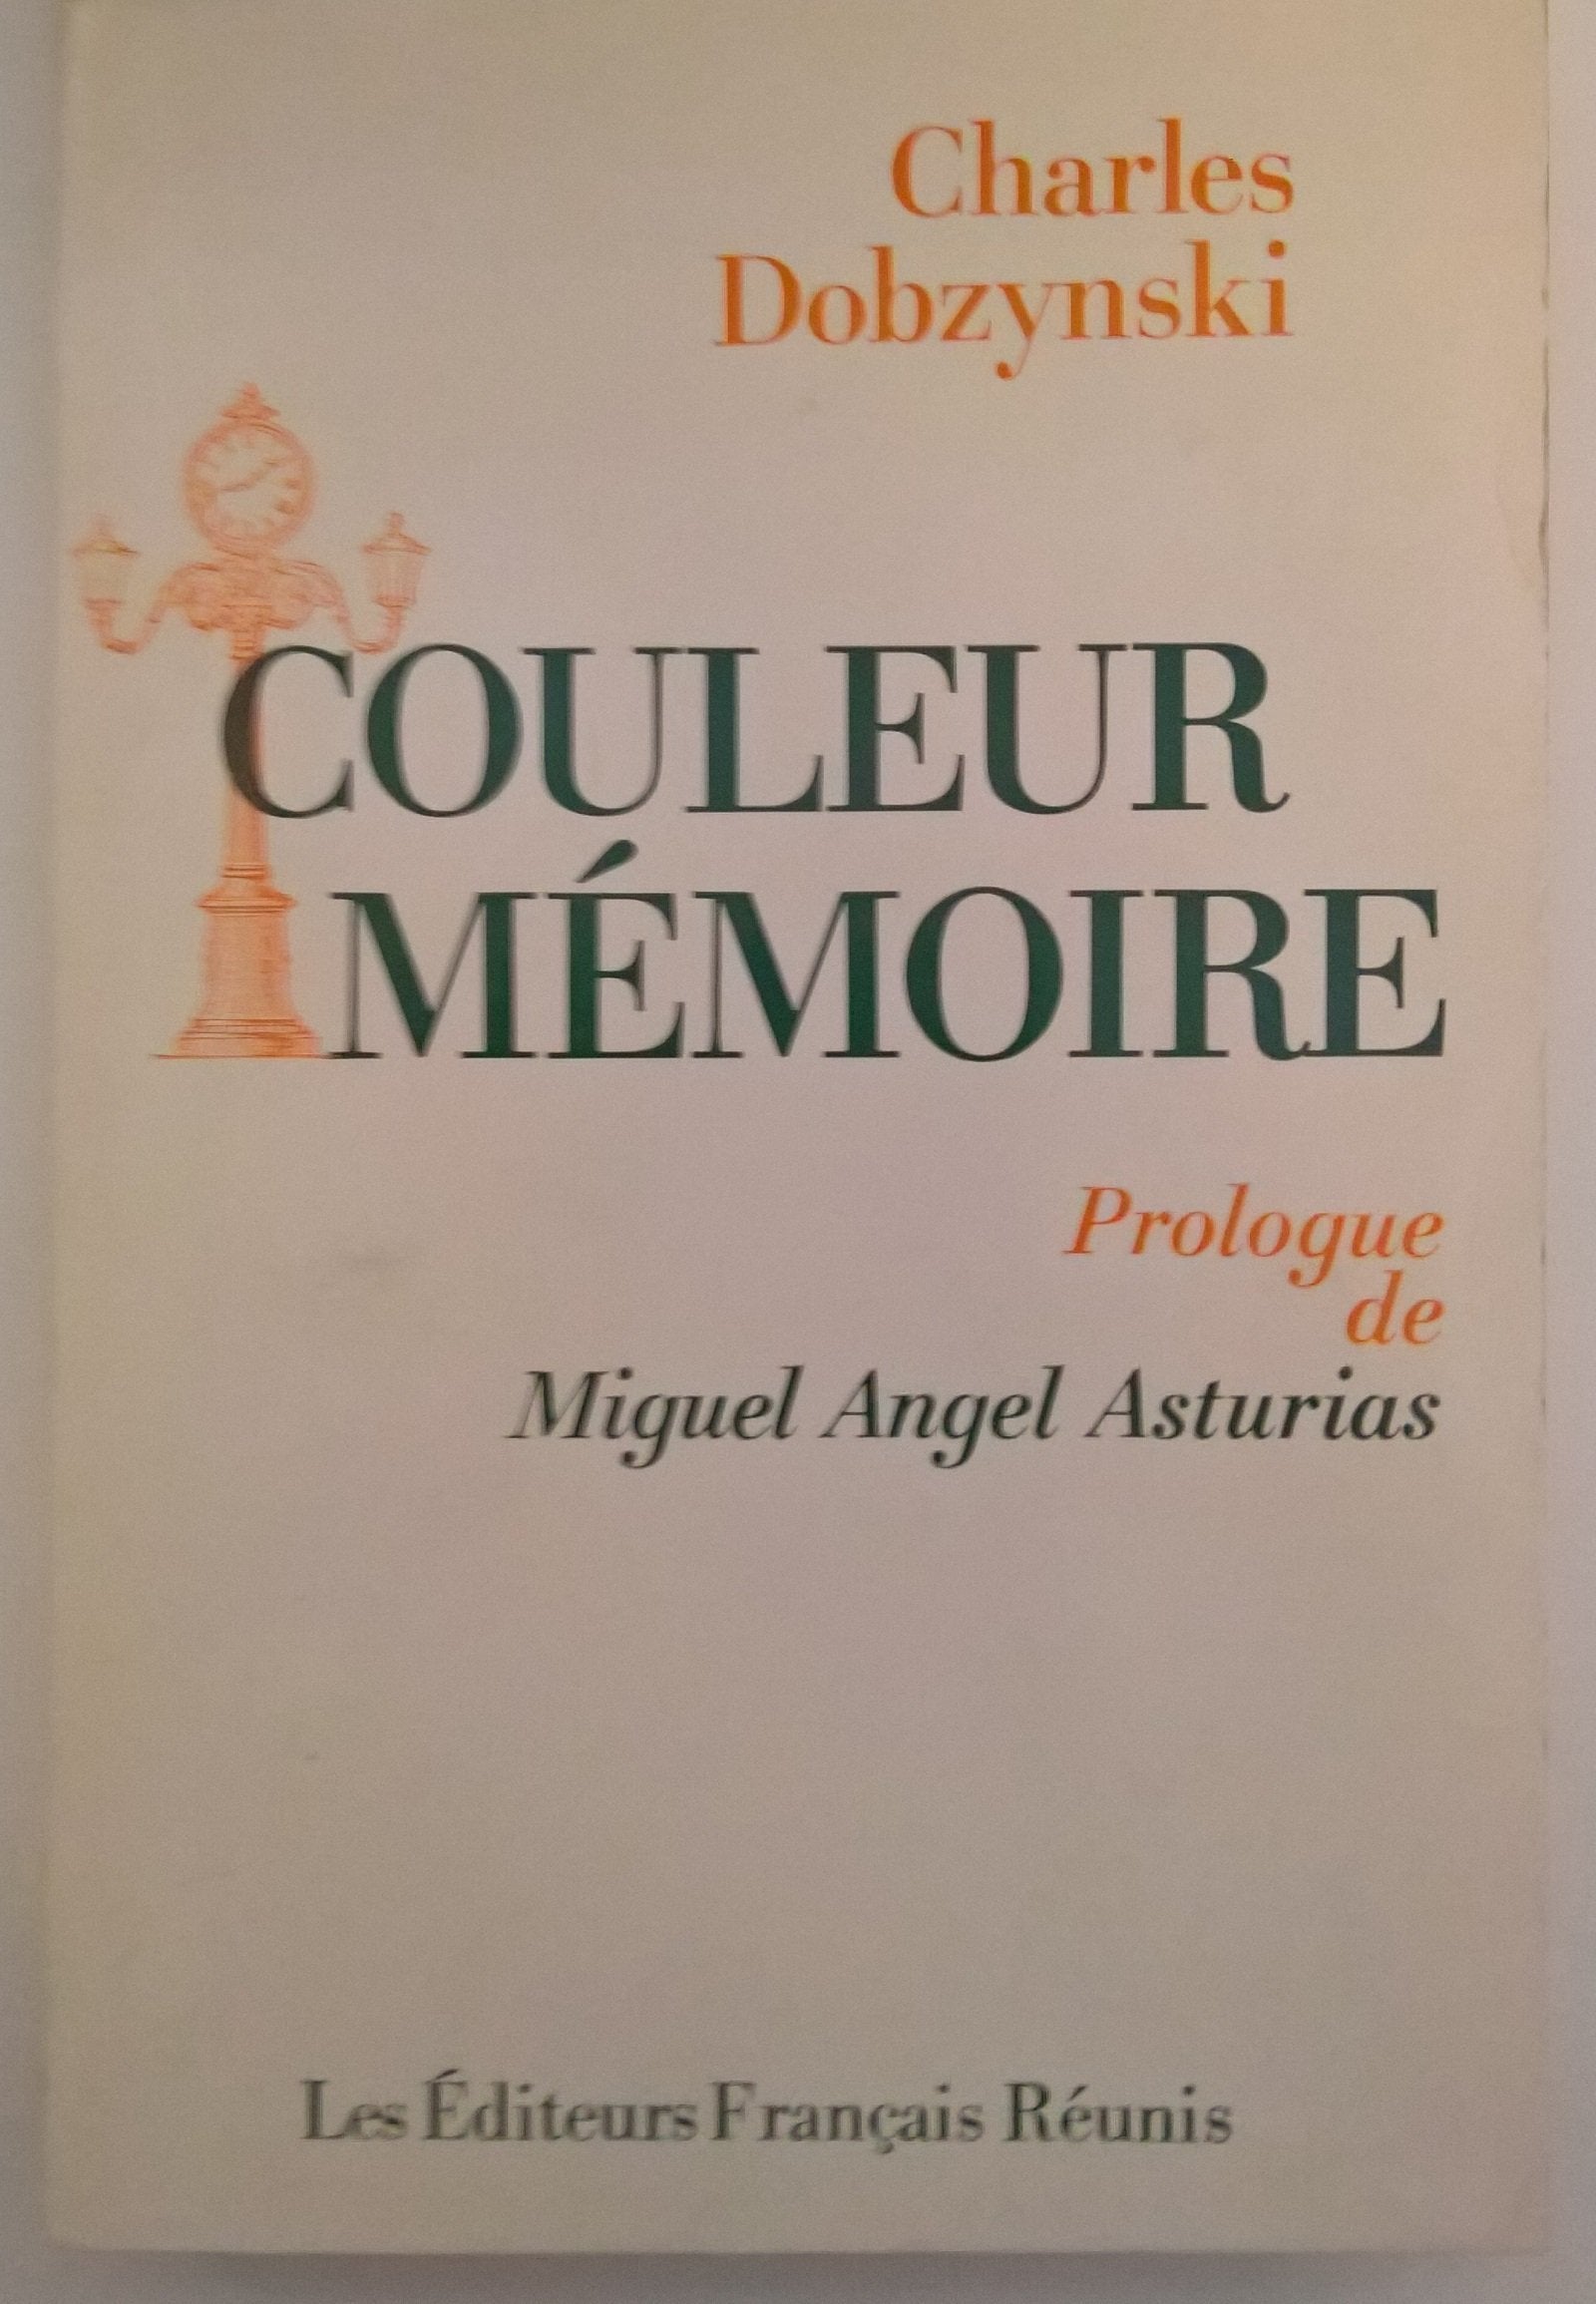 Charles
Dobzynski
COULEUR
MÉMOIRE
Prologue
de
Miguel Angel Asturias
Les Éditeurs Français Réunis